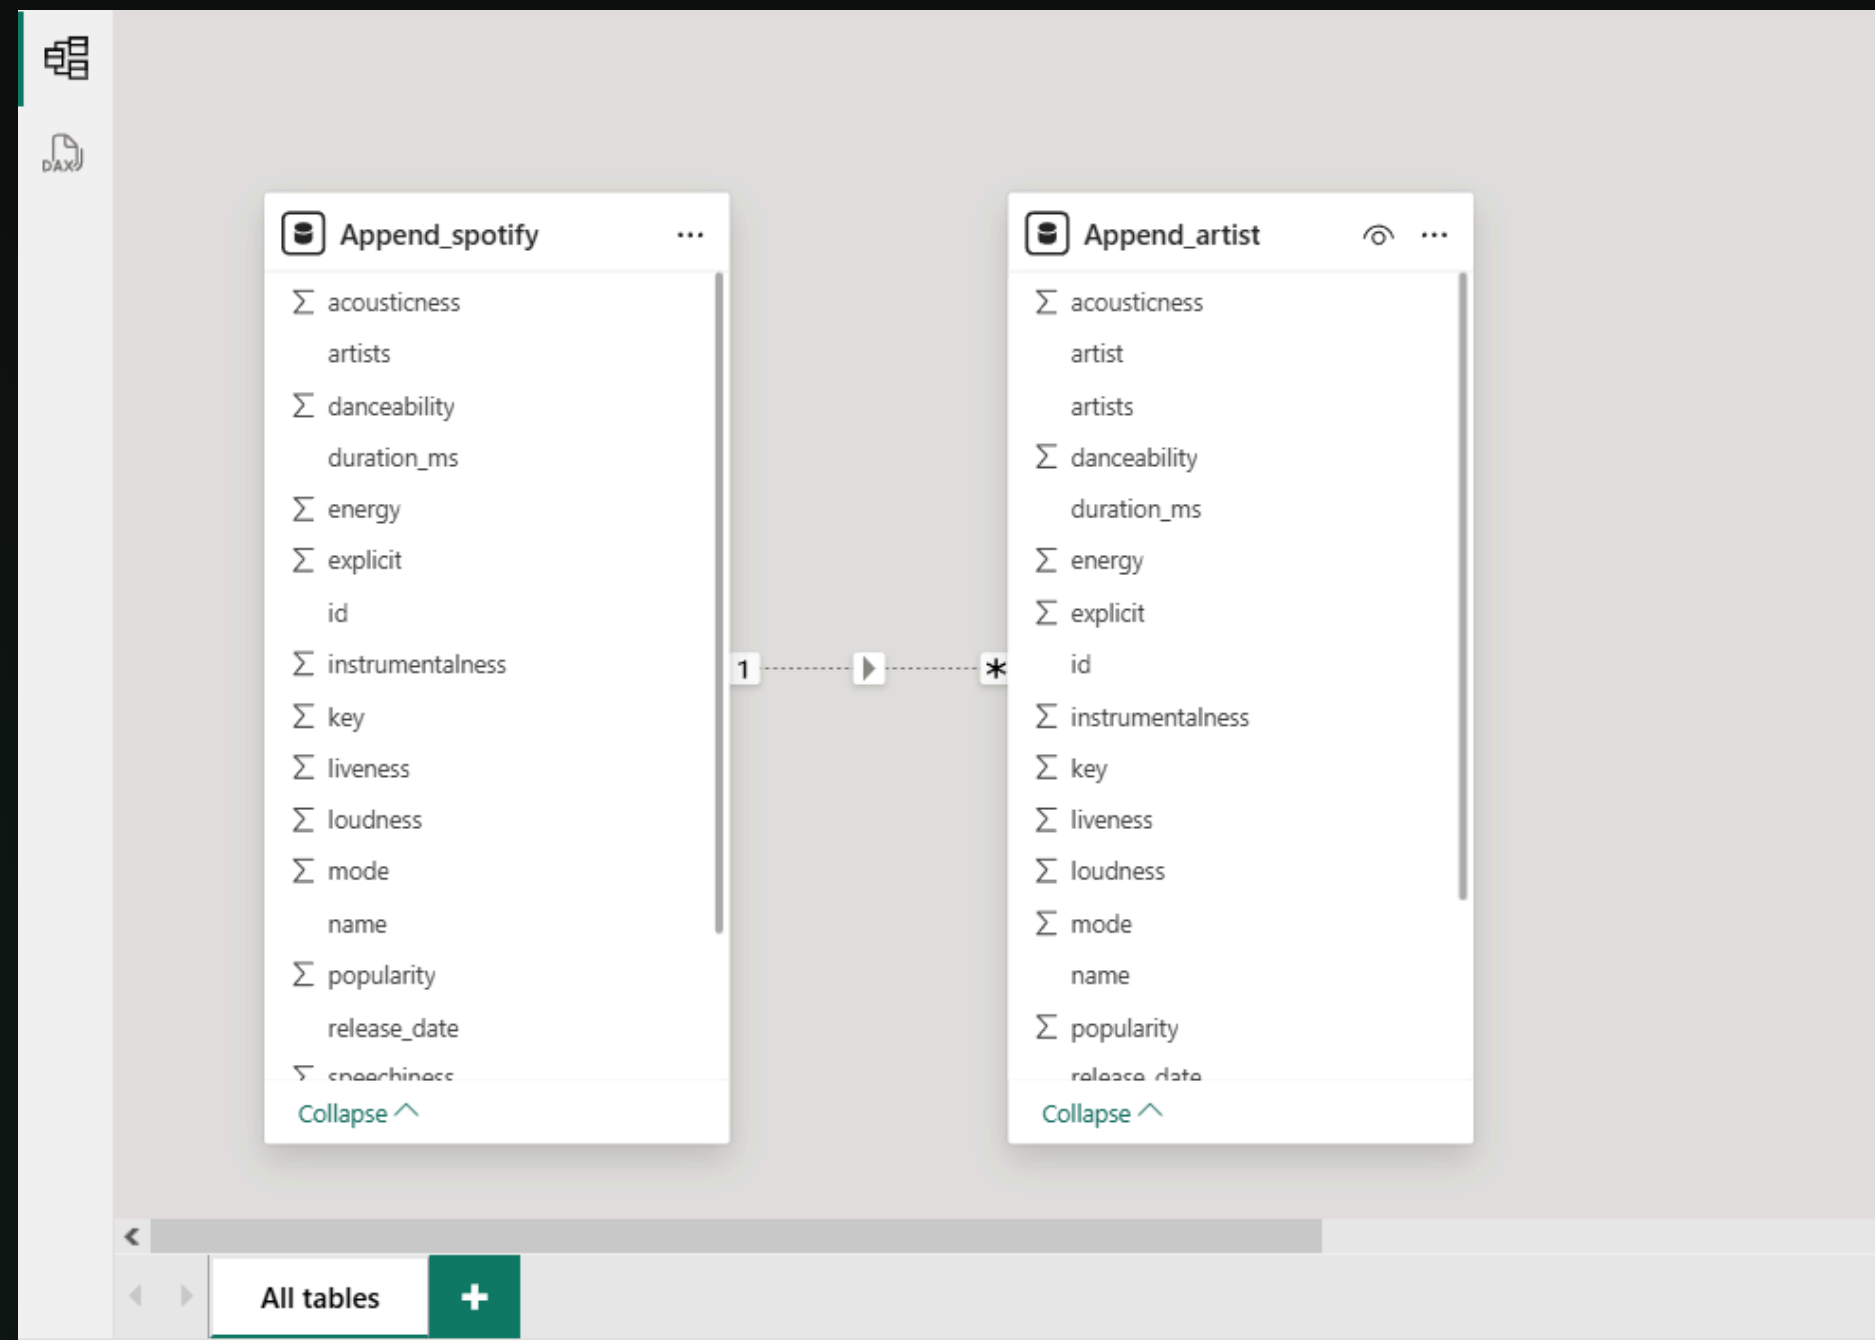 DAX
Append_spotify
acousticness
artists
danceability
duration_ms
energy
explicit
id
instrumentalness
key
liveness
loudness
mode
name
popularity
release_date
speechiness
Collapse
1
*
Append_artist
acousticness
artist
artists
danceability
duration_ms
energy
explicit
id
instrumentalness
key
liveness
loudness
mode
name
popularity
release_date
Collapse
All tables